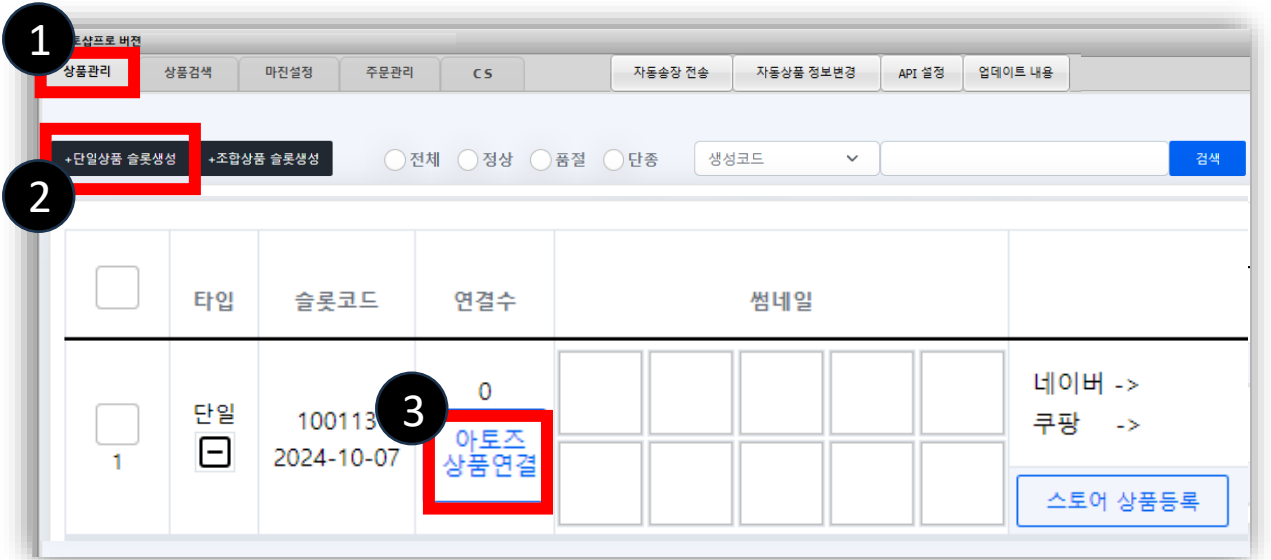 1
토샵프로 버젼
상품관리 상품검색 마진설정 주문관리 C S 자동송장 전송 자동상품 정보변경 API 설정 업데이트 내용
+단일상품 슬롯생성 +조합상품 슬롯생성 전체 정상 품절 단종 생성코드 검색
2
타입 슬롯코드 연결수 썸네일
1 단일 100113 2024-10-07 0
3
아토즈
상품연결
네이버 ->
쿠팡 ->
스토어 상품등록